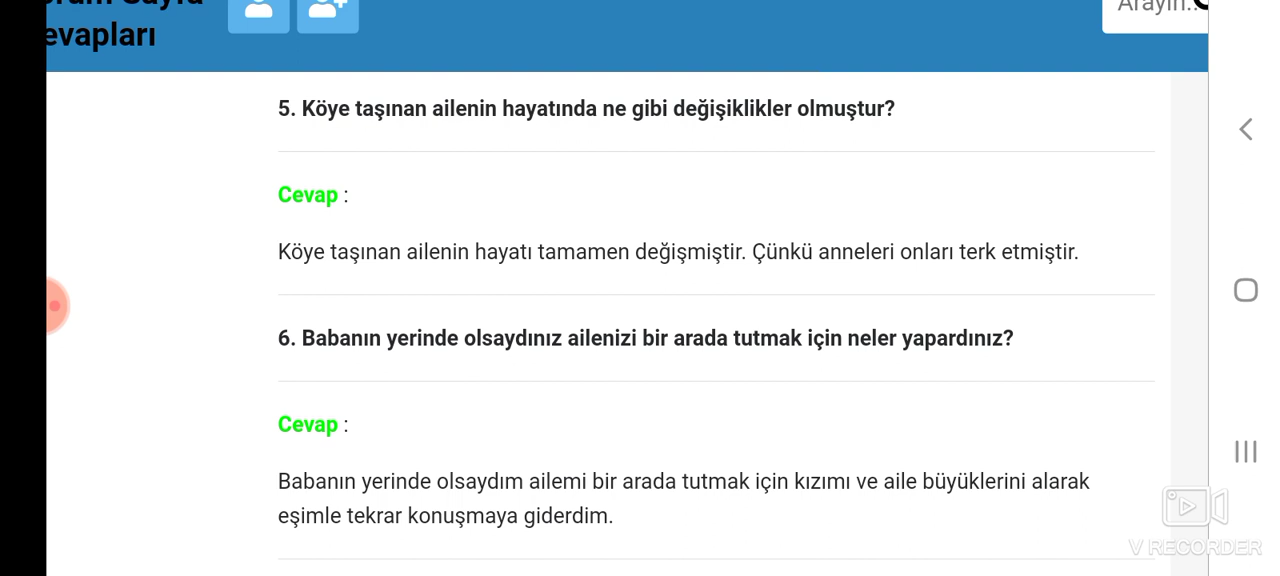 evapları
Arayın..
5. Köye taşınan ailenin hayatında ne gibi değişiklikler olmuştur?
Cevap :
Köye taşınan ailenin hayatı tamamen değişmiştir. Çünkü anneleri onları terk etmiştir.
6. Babanın yerinde olsaydınız ailenizi bir arada tutmak için neler yapardınız?
Cevap :
Babanın yerinde olsaydım ailemi bir arada tutmak için kızımı ve aile büyüklerini alarak
eşimle tekrar konuşmaya giderdim.
V RECORDER